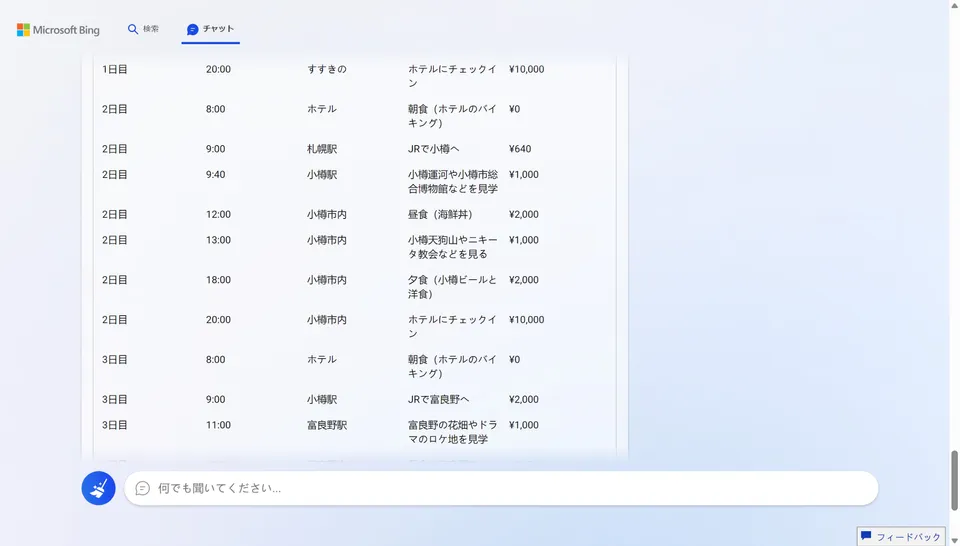 Microsoft Bing
検索
チャット
1日目 20:00 すすきの ホテルにチェックイ ¥10,000
ン
2日目 8:00 ホテル 朝食（ホテルのバイ ¥0
キング）
2日目 9:00 札幌駅 JRで小樽へ ¥640
2日目 9:40 小樽駅 小樽運河や小樽市総 ¥1,000
合博物館などを見学
2日目 12:00 小樽市内 昼食（海鮮丼） ¥2,000
2日目 13:00 小樽市内 小樽天狗山やニキー ¥1,000
タ教会などを見る
2日目 18:00 小樽市内 夕食（小樽ビールと ¥2,000
洋食）
2日目 20:00 小樽市内 ホテルにチェックイ ¥10,000
ン
3日目 8:00 ホテル 朝食（ホテルのバイ ¥0
キング）
3日目 9:00 小樽駅 JRで富良野へ ¥2,000
3日目 11:00 富良野駅 富良野の花畑やドラ ¥1,000
マのロケ地を見学
何でも聞いてください...
フィードバック